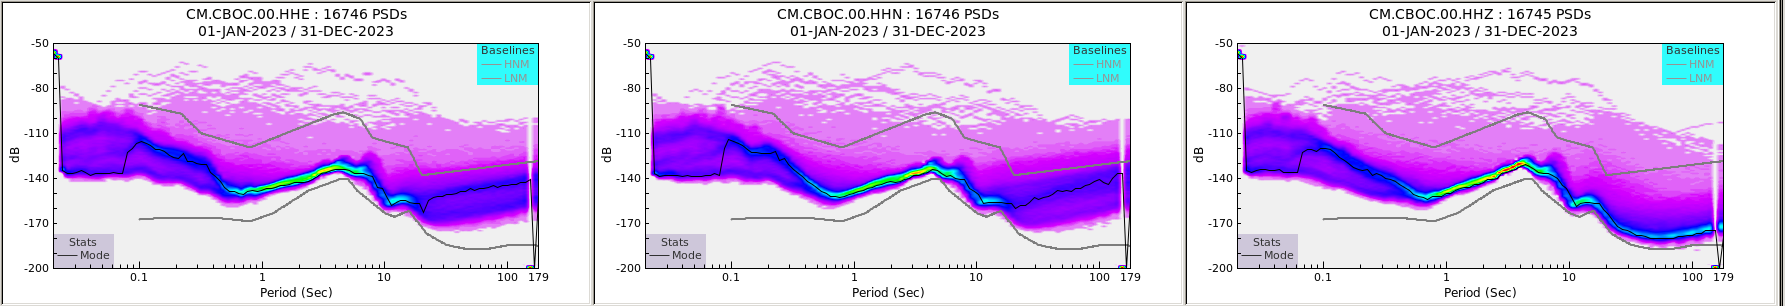 CM.CBOC.00.HHE : 16746 PSDs
01-JAN-2023 / 31-DEC-2023
-50
-80
-110
-140
-170
-200
dB
Baselines
HNM
LNM
Stats
Mode
0.1 1 10 100 179
Period (Sec)
CM.CBOC.00.HHN : 16746 PSDs
01-JAN-2023 / 31-DEC-2023
-50
-80
-110
-140
-170
-200
dB
Baselines
HNM
LNM
Stats
Mode
0.1 1 10 100 179
Period (Sec)
CM.CBOC.00.HHZ : 16745 PSDs
01-JAN-2023 / 31-DEC-2023
-50
-80
-110
-140
-170
-200
dB
Baselines
HNM
LNM
Stats
Mode
0.1 1 10 100 179
Period (Sec)